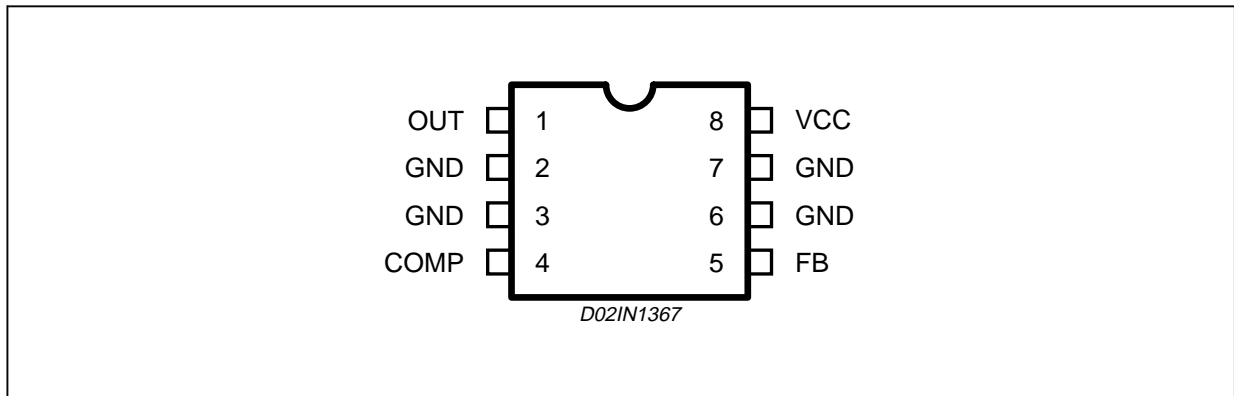 OUT 1 8 VCC
GND 2 7 GND
GND 3 6 GND
COMP 4 5 FB
D02IN1367